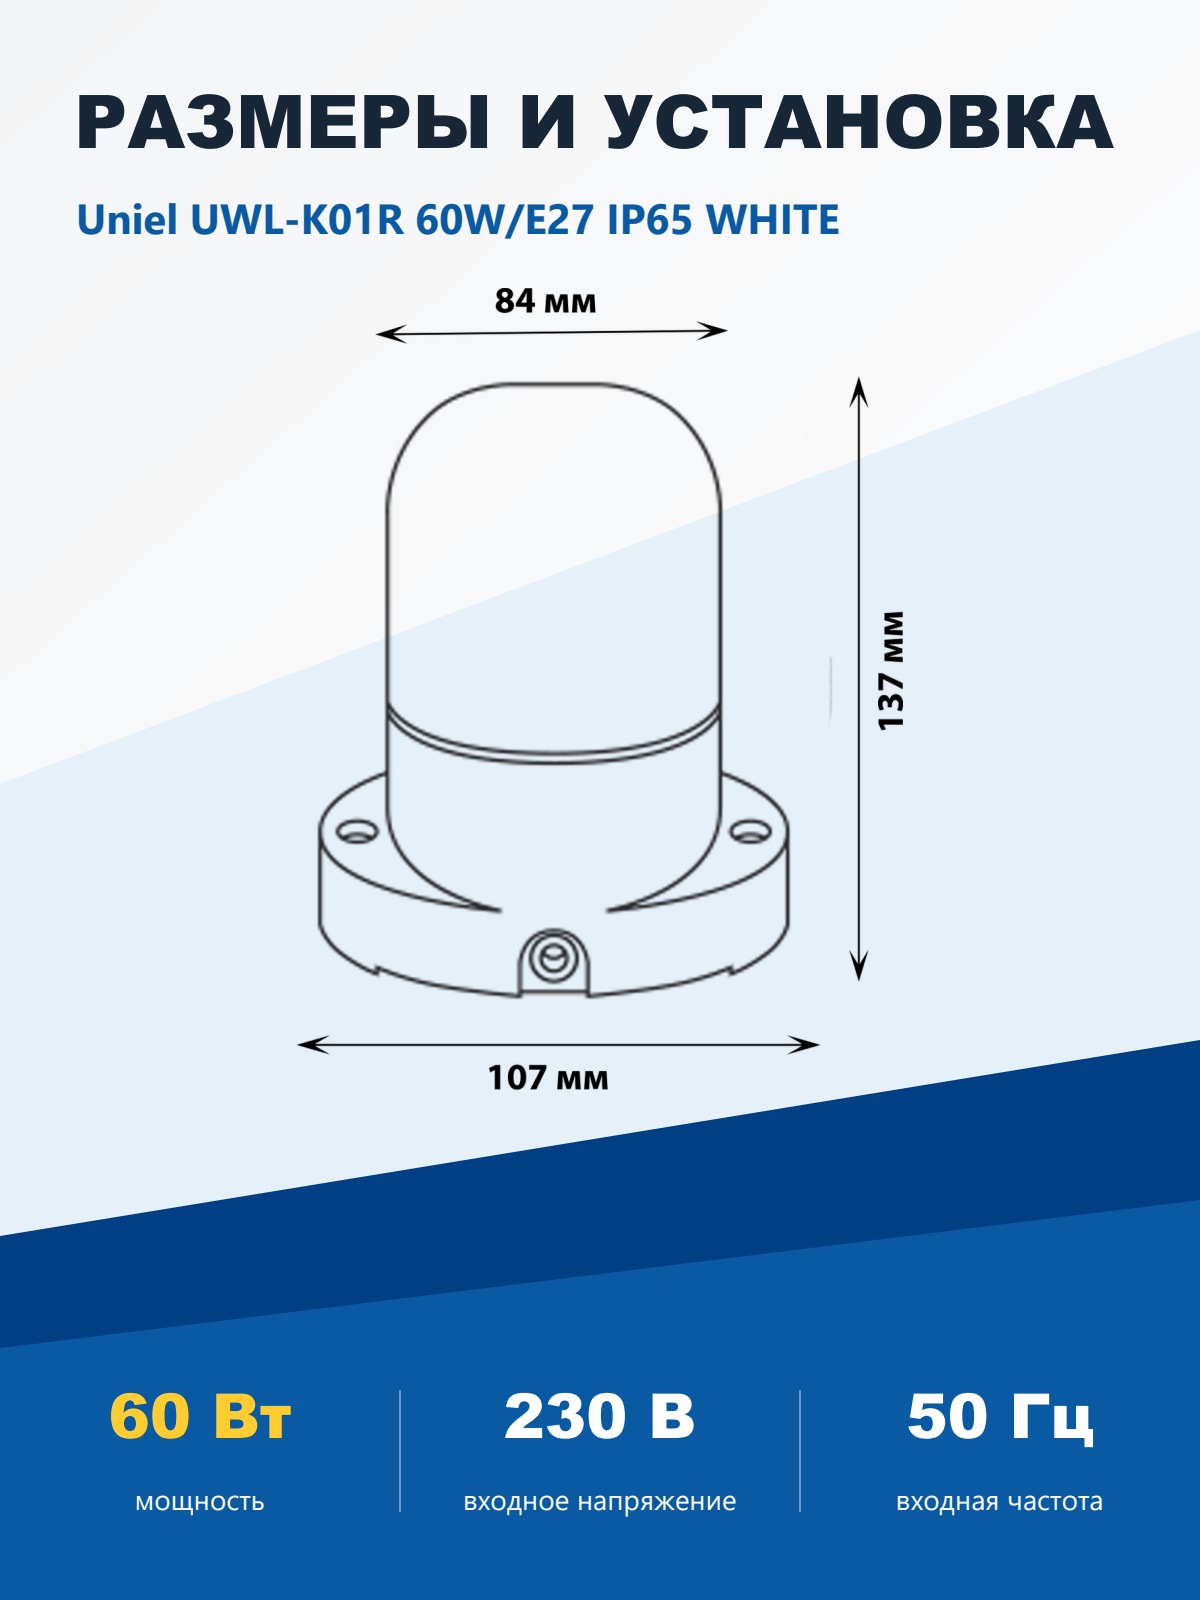 РАЗМЕРЫ И УСТАНОВКА
Uniel UWL-K01R 60W/E27 IP65 WHITE
84 мм
137 мм
107 мм
60 Вт
мощность
230 В
входное напряжение
50 Гц
входная частота